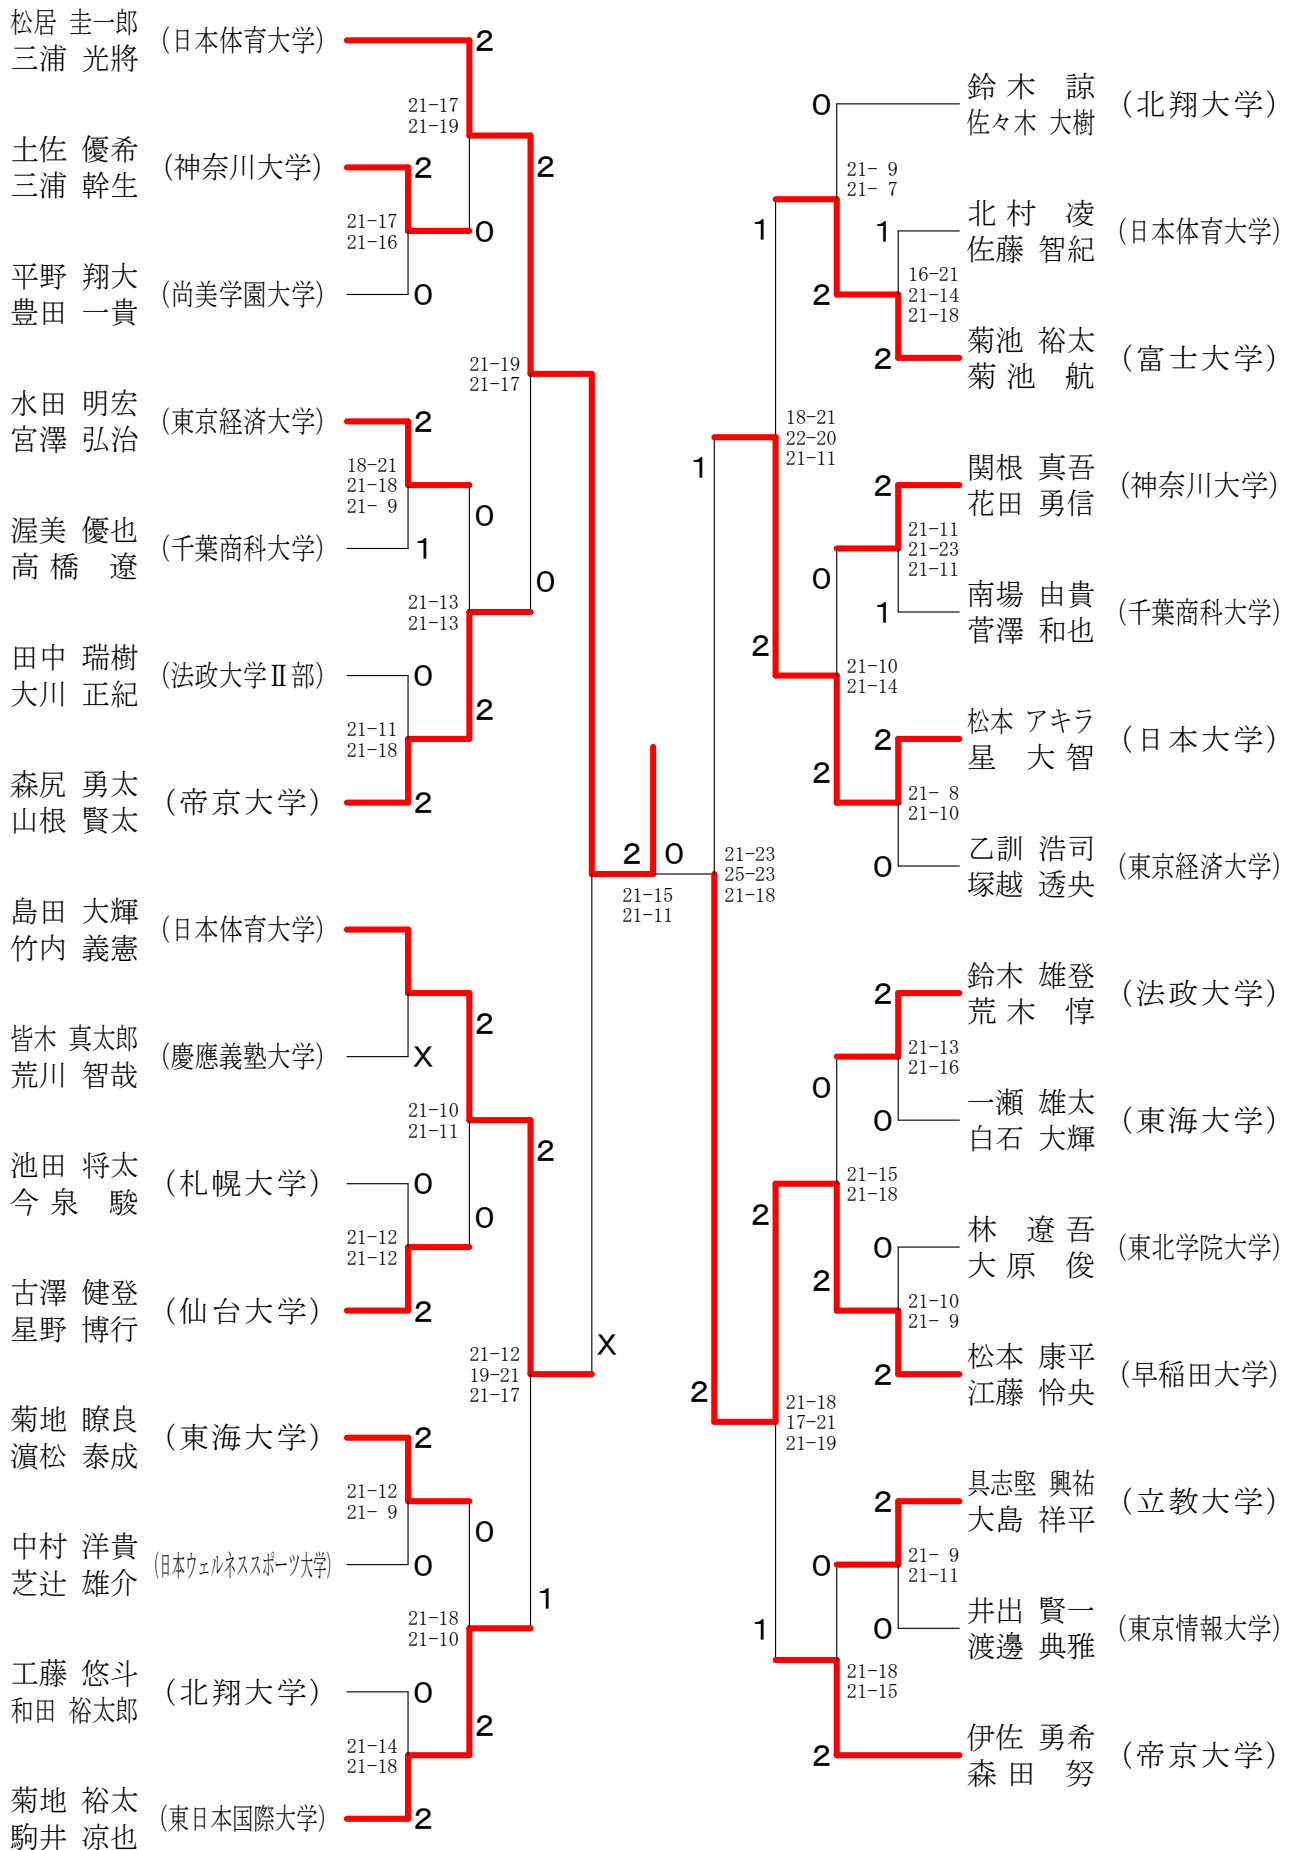 松居 圭一郎
三浦 光將
(日本体育大学)
2
21-17
21-19
土佐 優希
三浦 幹生
(神奈川大学)
2
2
21-17
21-16
0
平野 翔大
豊田 一貴
(尚美学園大学)
0
21-19
21-17
水田 明宏
宮澤 弘治
(東京経済大学)
2
18-21
21-18
21- 9
0
渥美 優也
高橋 遼
(千葉商科大学)
1
0
21-13
21-13
田中 瑞樹
大川 正紀
(法政大学Ⅱ部)
0
2
21-11
21-18
森尻 勇太
山根 賢太
(帝京大学)
2
島田 大輝
竹内 義憲
(日本体育大学)
2
皆木 真太郎
荒川 智哉
(慶應義塾大学)
X
21-10
21-11
2
池田 将太
今泉 駿
(札幌大学)
0
0
21-12
21-12
古澤 健登
星野 博行
(仙台大学)
2
X
21-12
19-21
21-17
菊地 瞭良
濵松 泰成
(東海大学)
2
21-12
21- 9
0
中村 洋貴
芝辻 雄介
(日本ウェルネススポーツ大学)
0
1
21-18
21-10
工藤 悠斗
和田 裕太郎
(北翔大学)
0
2
21-14
21-18
菊地 裕太
駒井 凉也
(東日本国際大学)
2
2
0
21-15
21-11
鈴木 諒
佐々木 大樹
(北翔大学)
0
21- 9
21- 7
1
北村 凌
佐藤 智紀
(日本体育大学)
1
16-21
21-14
21-18
2
菊池 裕太
菊池 航
(富士大学)
2
18-21
22-20
21-11
1
関根 真吾
花田 勇信
(神奈川大学)
2
21-11
21-23
21-11
0
南場 由貴
菅澤 和也
(千葉商科大学)
1
2
21-10
21-14
松本 アキラ
星 大智
(日本大学)
2
2
21- 8
21-10
乙訓 浩司
塚越 透央
(東京経済大学)
0
21-23
25-23
21-18
鈴木 雄登
荒木 惇
(法政大学)
2
21-13
21-16
0
一瀬 雄太
白石 大輝
(東海大学)
0
21-15
21-18
2
林 遼吾
大原 俊
(東北学院大学)
0
2
21-10
21- 9
松本 康平
江藤 怜央
(早稲田大学)
2
2
21-18
17-21
21-19
具志堅 興祐
大島 祥平
(立教大学)
2
21- 9
21-11
0
井出 賢一
渡邊 典雅
(東京情報大学)
0
1
21-18
21-15
伊佐 勇希
森田 努
(帝京大学)
2